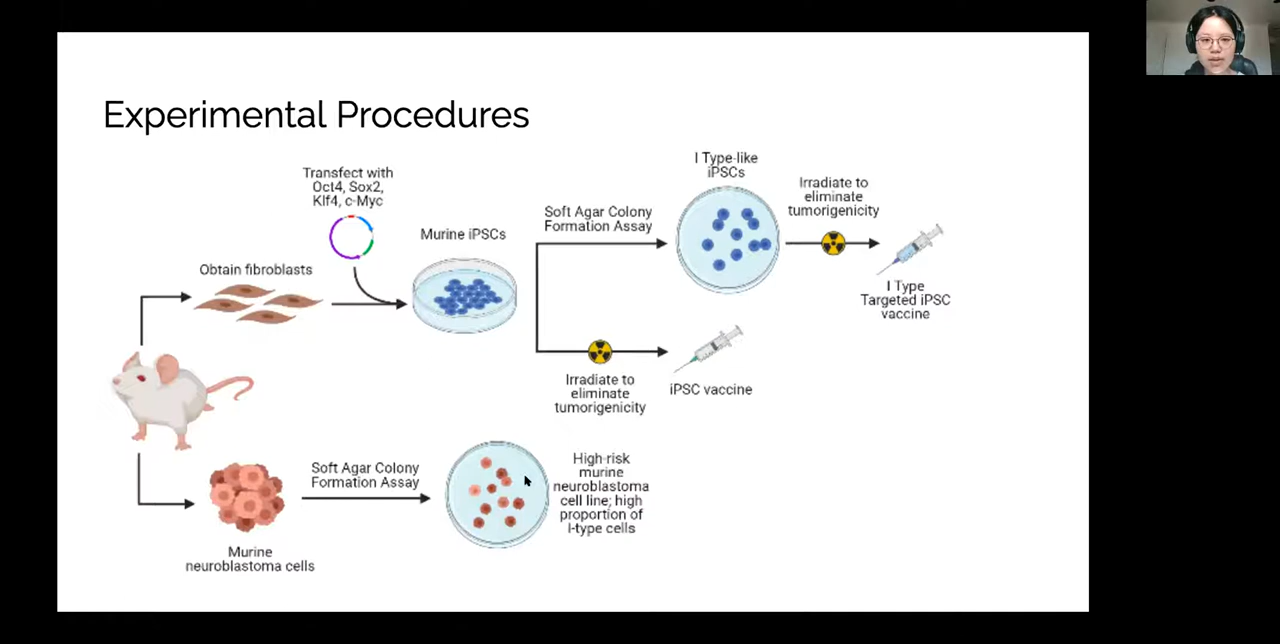 Experimental Procedures
Transfect with
Oct4, Sox2,
Klf4, c-Myc
Obtain fibroblasts
Murine iPSCs
Soft Agar Colony
Formation Assay
I Type-like
iPSCs
Irradiate to
eliminate
tumorigenicity
I Type
Targeted iPSC
vaccine
Irradiate to
eliminate
tumorigenicity
iPSC vaccine
Murine
neuroblastoma cells
Soft Agar Colony
Formation Assay
High-risk
murine
neuroblastoma
cell line; high
proportion of
I-type cells